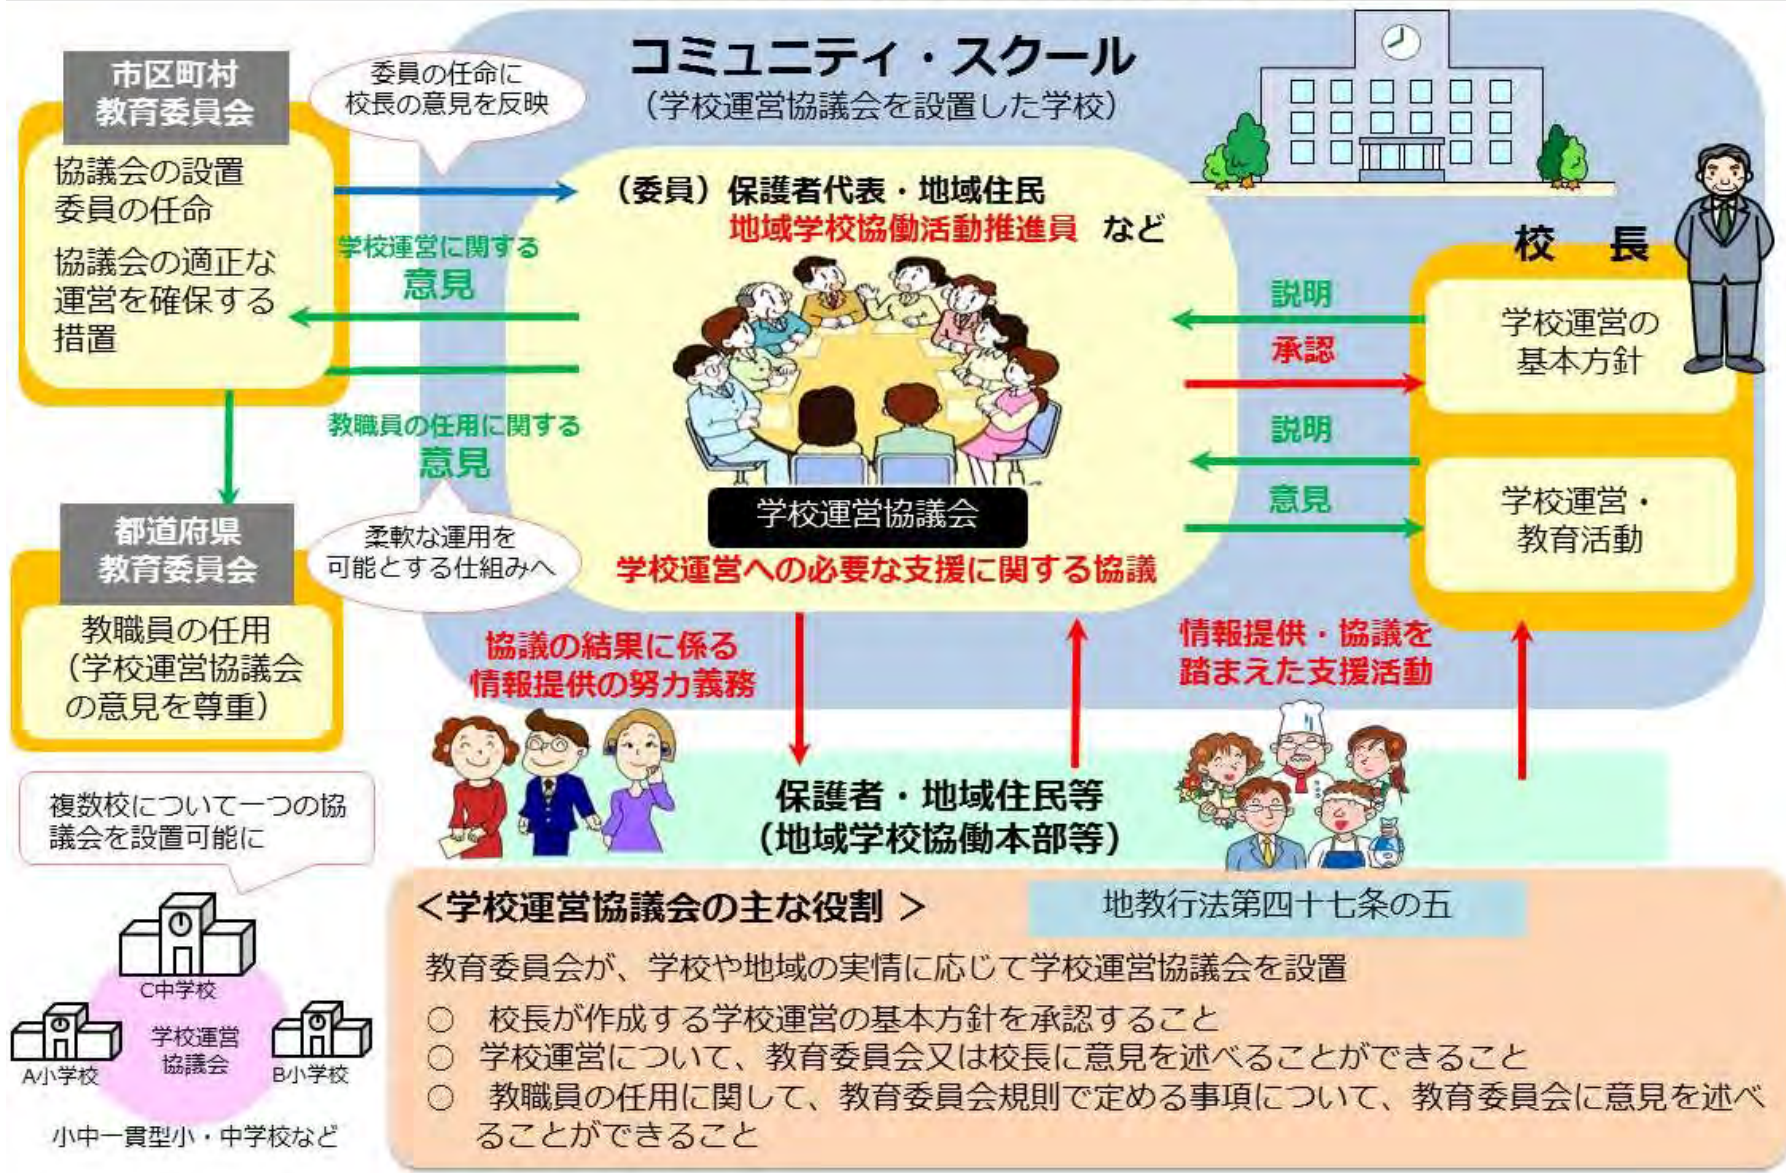 コミュニティ・スクール
（学校運営協議会を設置した学校）
市区町村
教育委員会
協議会の設置
委員の任命
協議会の適正な
運営を確保する
措置
委員の任命に
校長の意見を反映
学校運営に関する
意見
教職員の任用に関する
意見
柔軟な運用を
可能とする仕組みへ
都道府県
教育委員会
教職員の任用
（学校運営協議会
の意見を尊重）
（委員）保護者代表・地域住民
地域学校協働活動推進員 など
学校運営協議会
学校運営への必要な支援に関する協議
説明
承認
説明
意見
校 長
学校運営の
基本方針
学校運営・
教育活動
協議の結果に係る
情報提供の努力義務
情報提供・協議を
踏まえた支援活動
保護者・地域住民等
（地域学校協働本部等）
複数校について一つの協
議会を設置可能に
C中学校
学校運営
協議会
A小学校
B小学校
小中一貫型小・中学校など
＜学校運営協議会の主な役割 ＞
地教行法第四十七条の五
教育委員会が、学校や地域の実情に応じて学校運営協議会を設置
○ 校長が作成する学校運営の基本方針を承認すること
○ 学校運営について、教育委員会又は校長に意見を述べることができること
○ 教職員の任用に関して、教育委員会規則で定める事項について、教育委員会に意見を述べ
ることができること